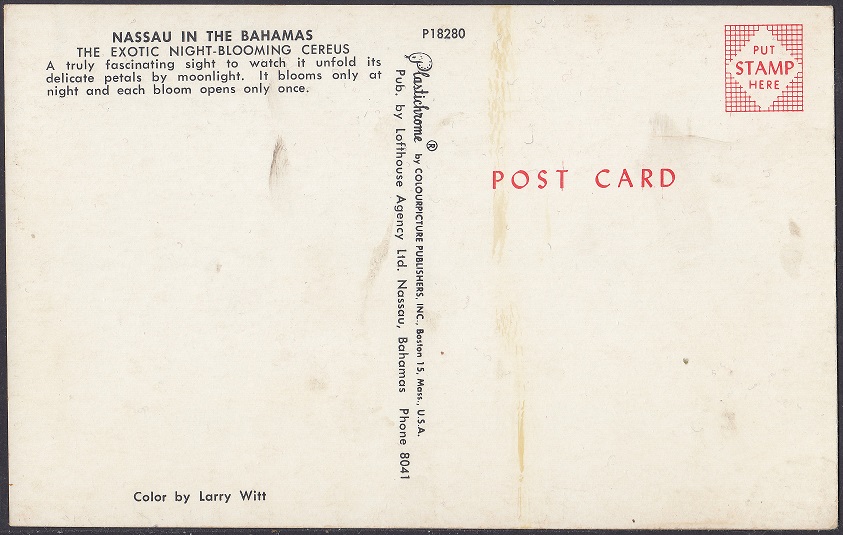 NASSAU IN THE BAHAMAS
THE EXOTIC NIGHT-BLOOMING CEREUS
A truly fascinating sight to watch it unfold its
delicate petals by moonlight. It blooms only at
night and each bloom opens only once.
Color by Larry Witt
P18280
Plastichrome ® by COLOURPICTURE PUBLISHERS, INC., Boston 15, Mass., U.S.A.
Pub. by Lofthouse Agency Ltd. Nassau, Bahamas Phone 8041
POST CARD
PUT
STAMP
HERE